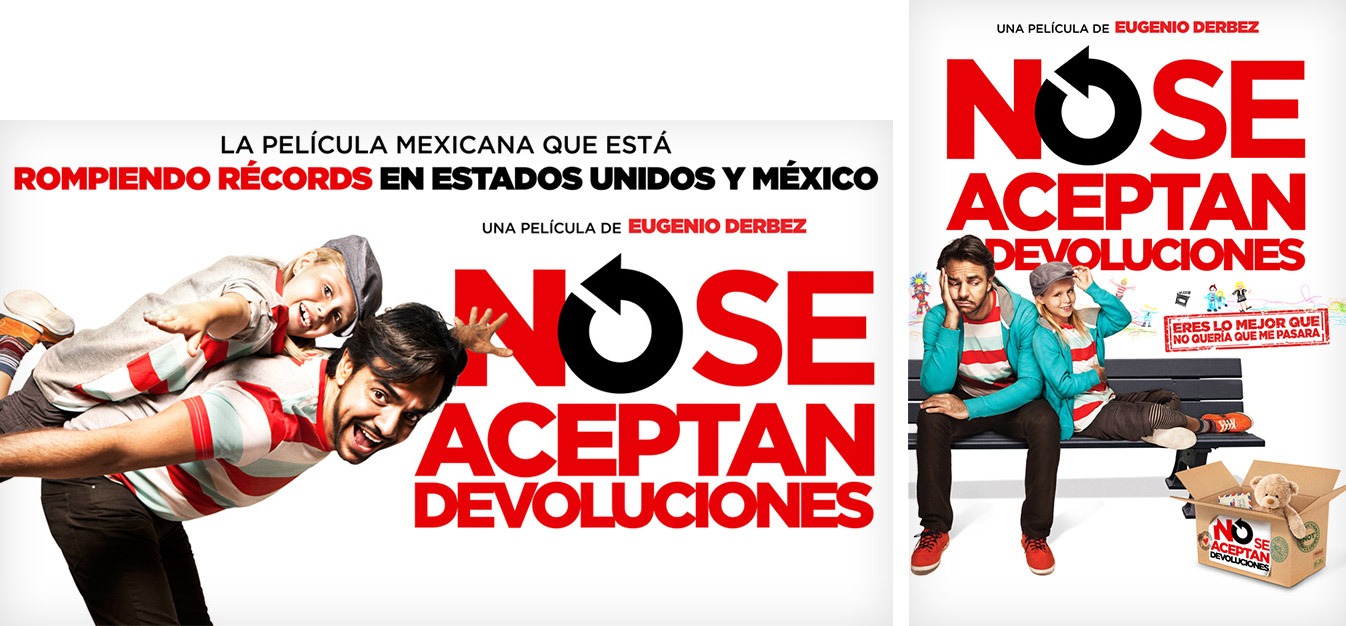 LA PELÍCULA MEXICANA QUE ESTÁ
ROMPIENDO RÉCORDS EN ESTADOS UNIDOS Y MÉXICO
UNA PELÍCULA DE EUGENIO DERBEZ
NO SE
ACEPTAN
DEVOLUCIONES
UNA PELÍCULA DE EUGENIO DERBEZ
NO SE
ACEPTAN
DEVOLUCIONES
ERES LO MEJOR QUE
NO QUERÍA QUE ME PASARA
NO SE
ACEPTAN
DEVOLUCIONES